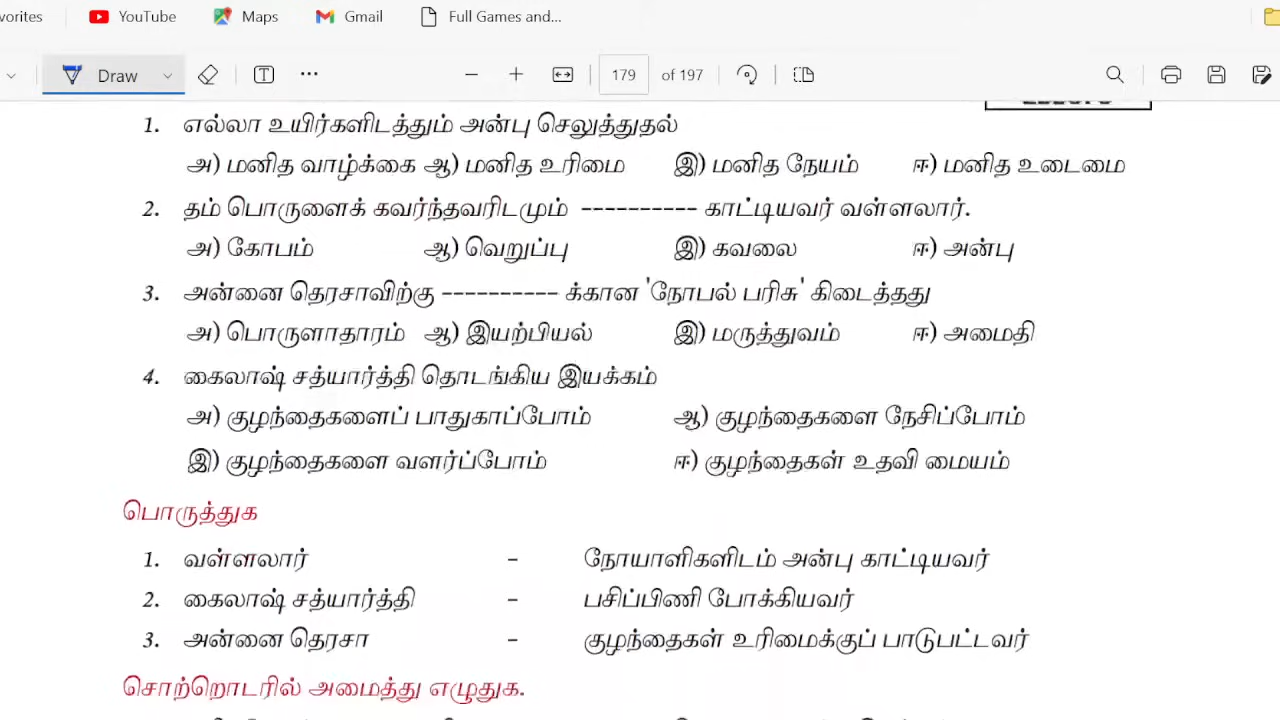 vorites YouTube Maps Gmail Full Games and...
Draw T ... 179 of 197
1. எல்லா உயிர்களிடத்தும் அன்பு செலுத்துதல்
அ) மனித வாழ்க்கை ஆ) மனித உரிமை இ) மனித நேயம் ஈ) மனித உடைமை
2. தம் பொருளைக் கவர்ந்தவரிடமும் ---------- காட்டியவர் வள்ளலார்.
அ) கோபம் ஆ) வெறுப்பு இ) கவலை ஈ) அன்பு
3. அன்னை தெரசாவிற்கு ---------- க்கான 'நோபல் பரிசு' கிடைத்தது
அ) பொருளாதாரம் ஆ) இயற்பியல் இ) மருத்துவம் ஈ) அமைதி
4. கைலாஷ் சத்யார்த்தி தொடங்கிய இயக்கம்
அ) குழந்தைகளைப் பாதுகாப்போம் ஆ) குழந்தைகளை நேசிப்போம்
இ) குழந்தைகளை வளர்ப்போம் ஈ) குழந்தைகள் உதவி மையம்
பொருத்துக
1. வள்ளலார் - நோயாளிகளிடம் அன்பு காட்டியவர்
2. கைலாஷ் சத்யார்த்தி - பசிப்பிணி போக்கியவர்
3. அன்னை தெரசா - குழந்தைகள் உரிமைக்குப் பாடுபட்டவர்
சொற்றொடரில் அமைத்து எழுதுக.